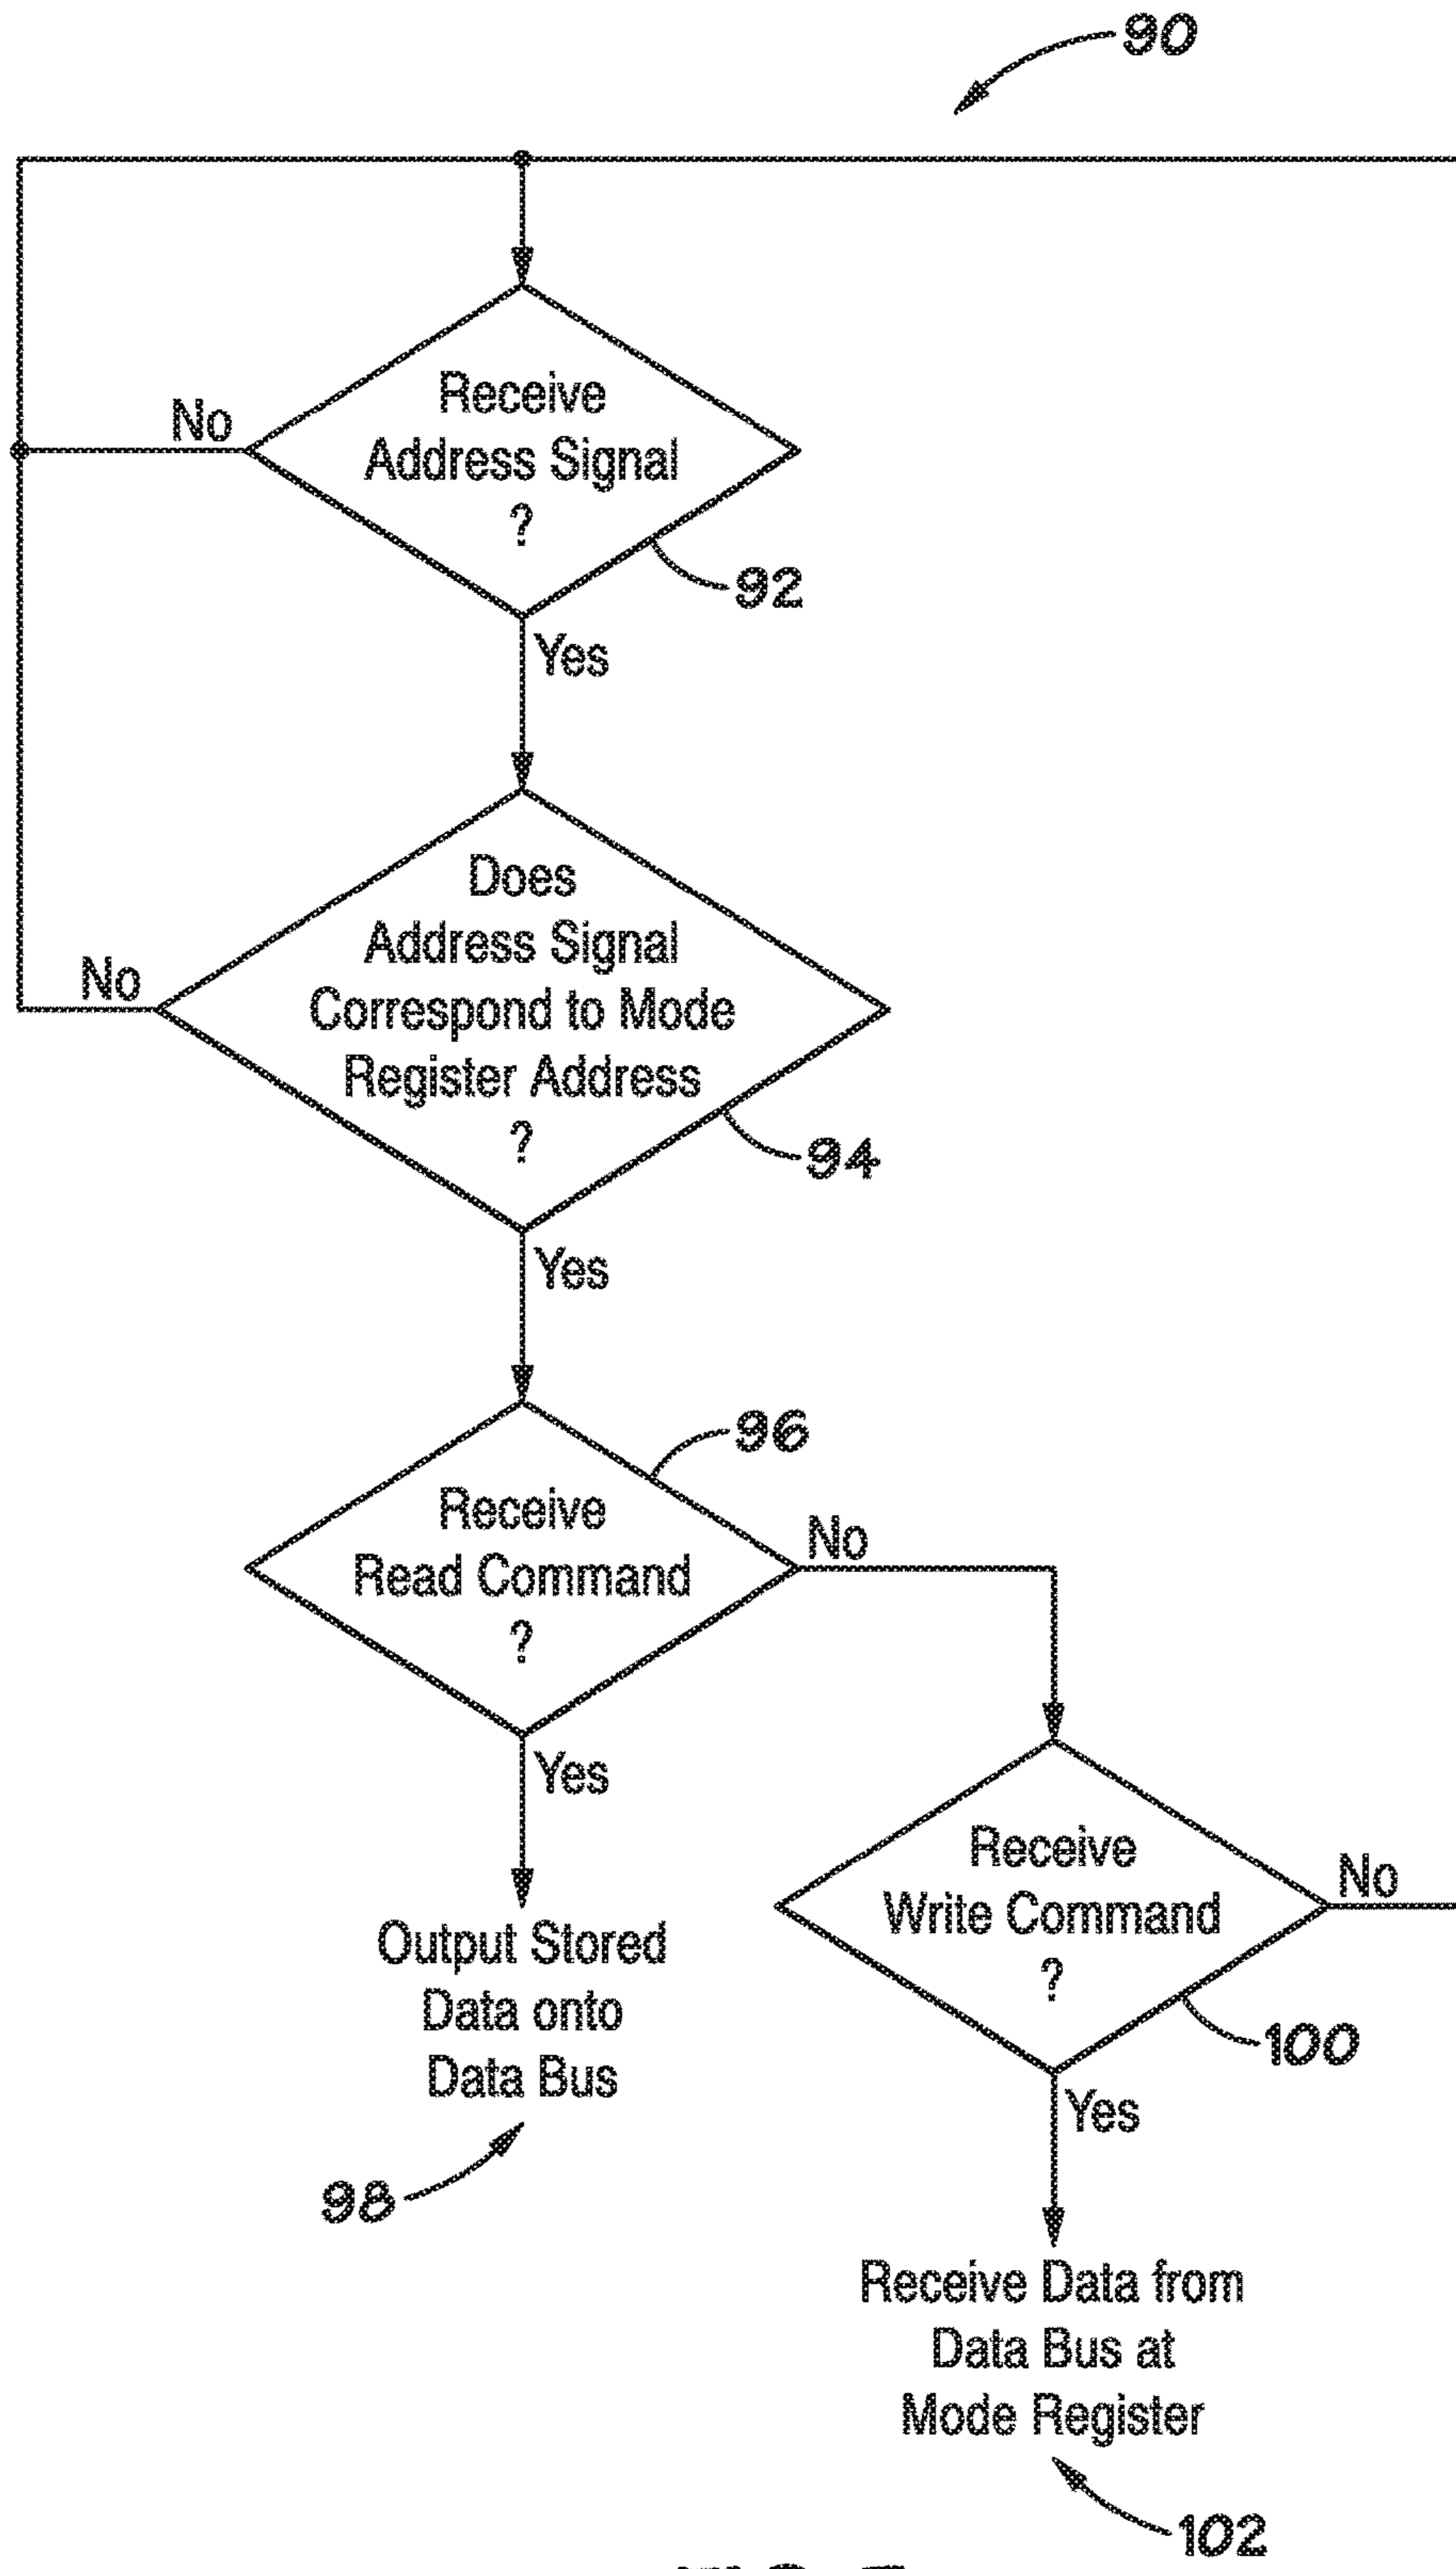 90
Receive
Address Signal
?
No
92
Yes
Does
Address Signal
Correspond to Mode
Register Address
?
No
94
Yes
96
Receive
Read Command
?
No
Yes
Receive
Write Command
?
No
100
Yes
Output Stored
Data onto
Data Bus
98
Receive Data from
Data Bus at
Mode Register
102